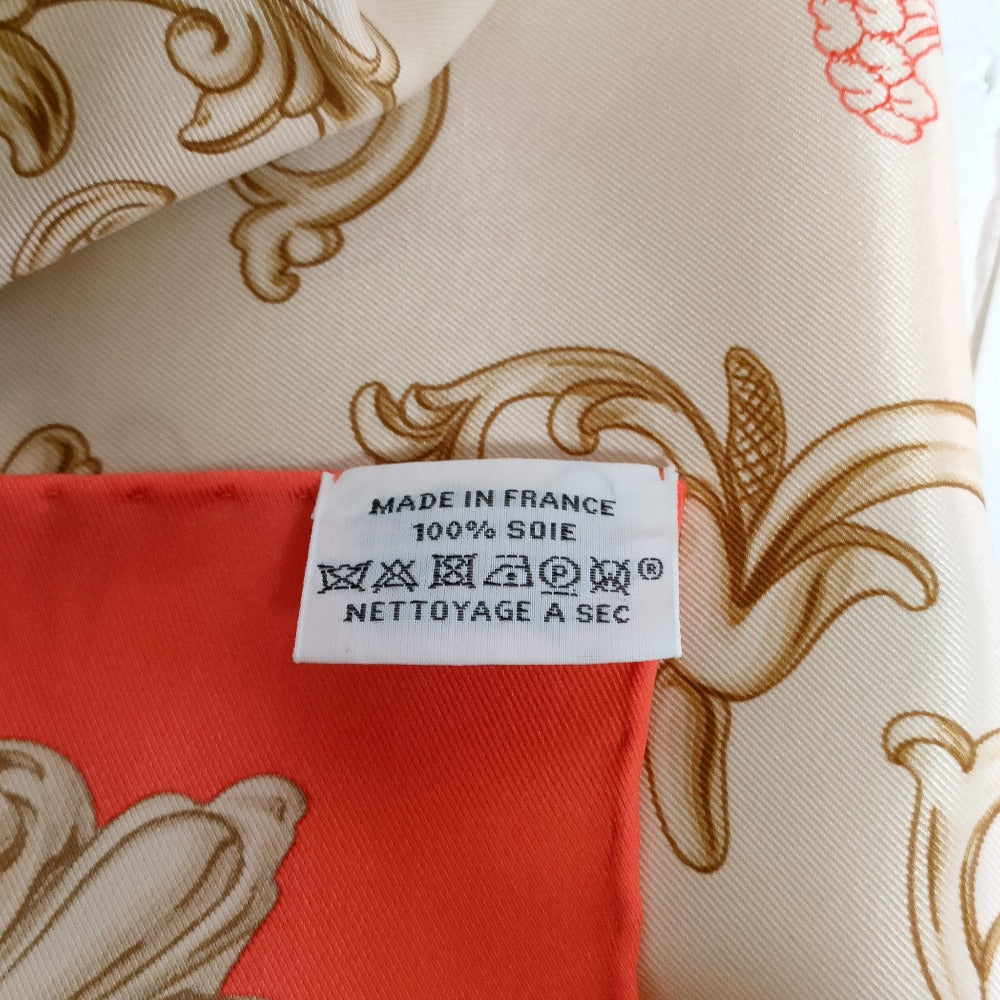 MADE IN FRANCE
100% SOIE
P W ®
NETTOYAGE A SEC